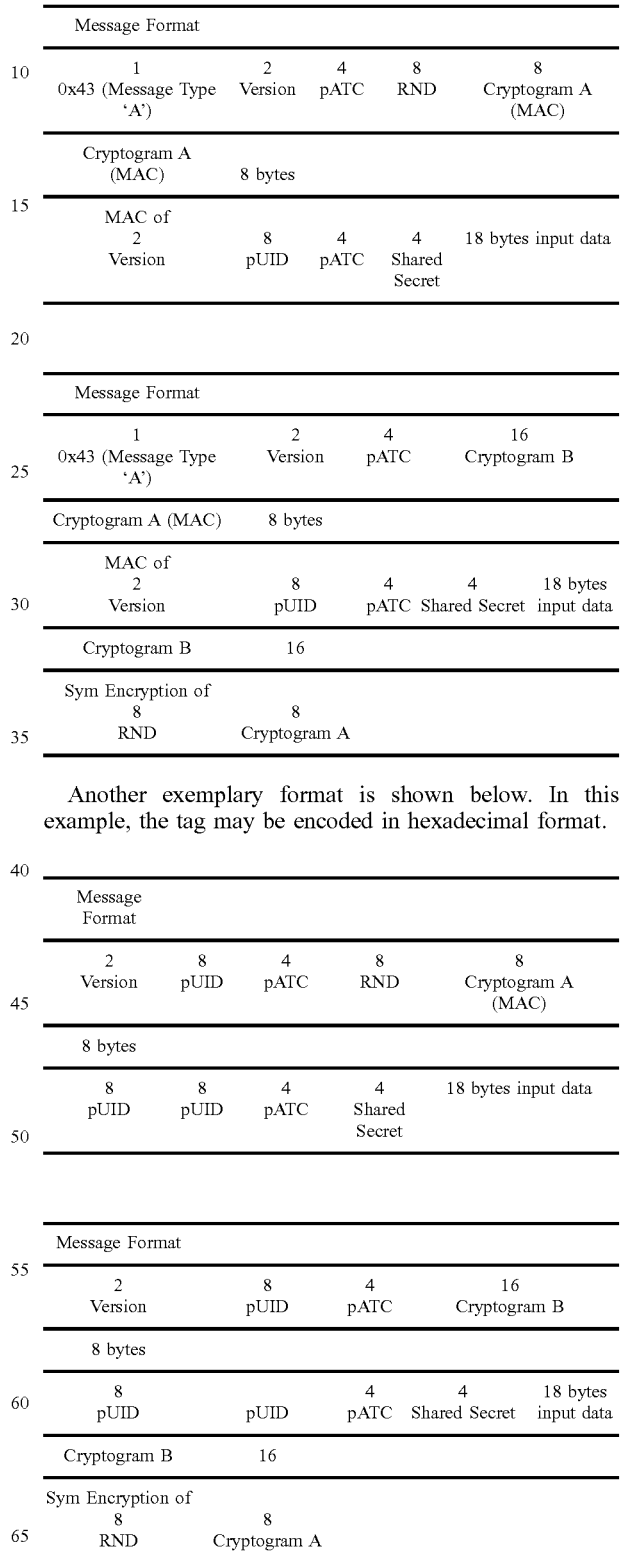 Message Format
10
1 2 4 8 8
0x43 (Message Type Version pATC RND Cryptogram A
‘A’) (MAC)
Cryptogram A
(MAC) 8 bytes
15
MAC of
2 8 4 4 18 bytes input data
Version pUID pATC Shared
Secret
20
Message Format
1 2 4 16
0x43 (Message Type Version pATC Cryptogram B
25
‘A’)
Cryptogram A (MAC) 8 bytes
MAC of
2 8 4 4 18 bytes
30
Version pUID pATC Shared Secret input data
Cryptogram B 16
Sym Encryption of
8 8
35
RND Cryptogram A
Another exemplary format is shown below. In this
example, the tag may be encoded in hexadecimal format.
40
Message
Format
2 8 4 8 8
Version pUID pATC RND Cryptogram A
45
(MAC)
8 bytes
8 8 4 4 18 bytes input data
pUID pUID pATC Shared
Secret
50
Message Format
55
2 8 4 16
Version pUID pATC Cryptogram B
8 bytes
8 4 4 18 bytes
60
pUID pUID pATC Shared Secret input data
Cryptogram B 16
Sym Encryption of
8 8
65
RND Cryptogram A